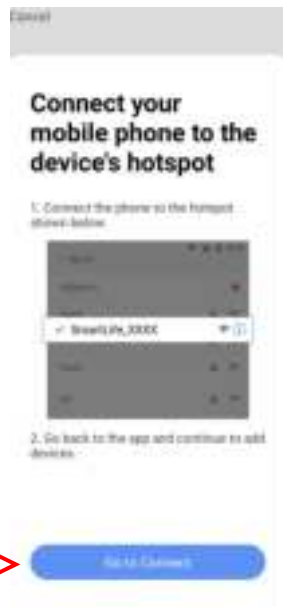 Cancel
Connect your
mobile phone to the
device's hotspot
1. Connect the phone to the hotspot
shown below
SmartLife_XXXX
2. Go back to the app and continue to add
devices
Go to Connect